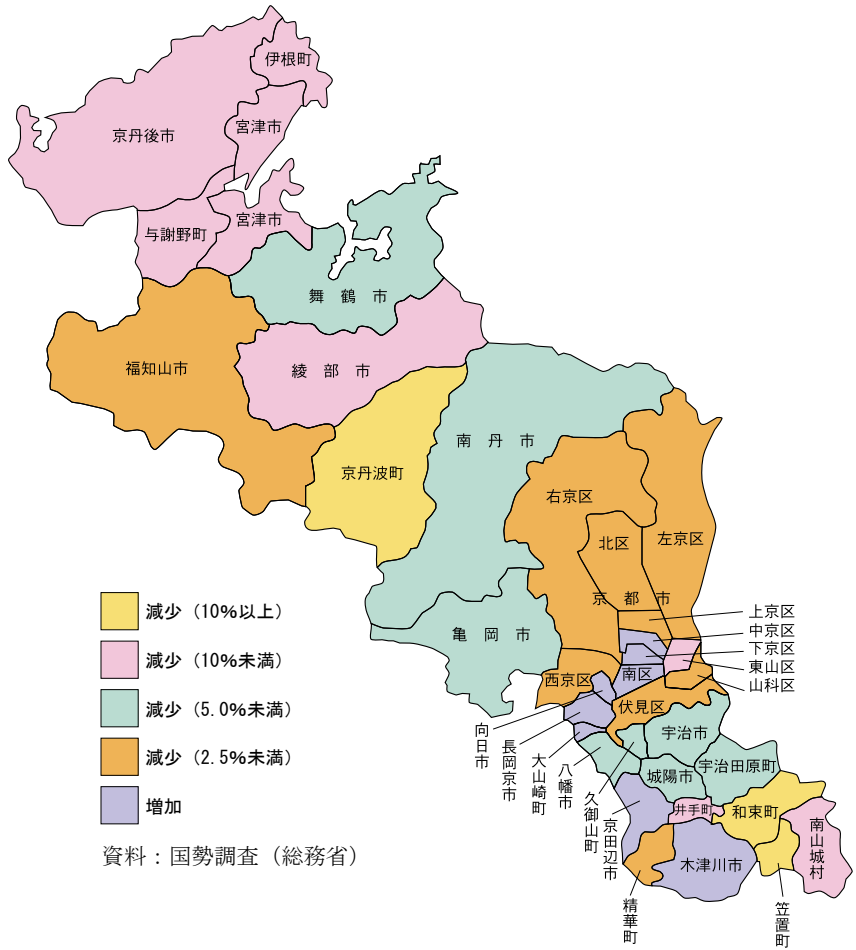 伊根町
京丹後市
宮津市
与謝野町
宮津市
舞鶴市
福知山市
綾部市
南丹市
京丹波町
右京区
北区
左京区
京都市
上京区
中京区
下京区
東山区
山科区
亀岡市
西京区
南区
伏見区
向日市
長岡京市
大山崎町
八幡市
久御山町
京田辺市
宇治市
城陽市
宇治田原町
井手町
和束町
南山城村
木津川市
精華町
笠置町
減少（10%以上）
減少（10%未満）
減少（5.0%未満）
減少（2.5%未満）
増加
資料：国勢調査（総務省）